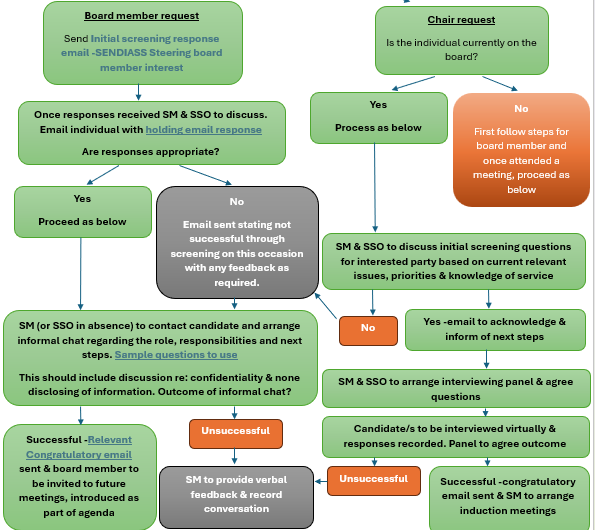 Board member request
Send Initial screening response
email -SENDIASS Steering board
member interest
Once responses received SM & SSO to discuss.
Email individual with holding email response
Are responses appropriate?
Yes
Proceed as below
No
Email sent stating not
successful through
screening on this occasion
with any feedback as
required.
SM (or SSO in absence) to contact candidate and arrange
informal chat regarding the role, responsibilities and next
steps. Sample questions to use
This should include discussion re: confidentiality & none
disclosing of information. Outcome of informal chat?
Successful -Relevant
Congratulatory email
sent & board member to
be invited to future
meetings, introduced as
part of agenda
Unsuccessful
SM to provide verbal
feedback & record
conversation
Chair request
Is the individual currently on the
board?
Yes
Process as below
No
First follow steps for
board member and
once attended a
meeting, proceed as
below
SM & SSO to discuss initial screening questions
for interested party based on current relevant
issues, priorities & knowledge of service
No
Yes -email to acknowledge &
inform of next steps
SM & SSO to arrange interviewing panel & agree
questions
Candidate/s to be interviewed virtually &
responses recorded. Panel to agree outcome
Unsuccessful
Successful -congratulatory
email sent & SM to arrange
induction meetings